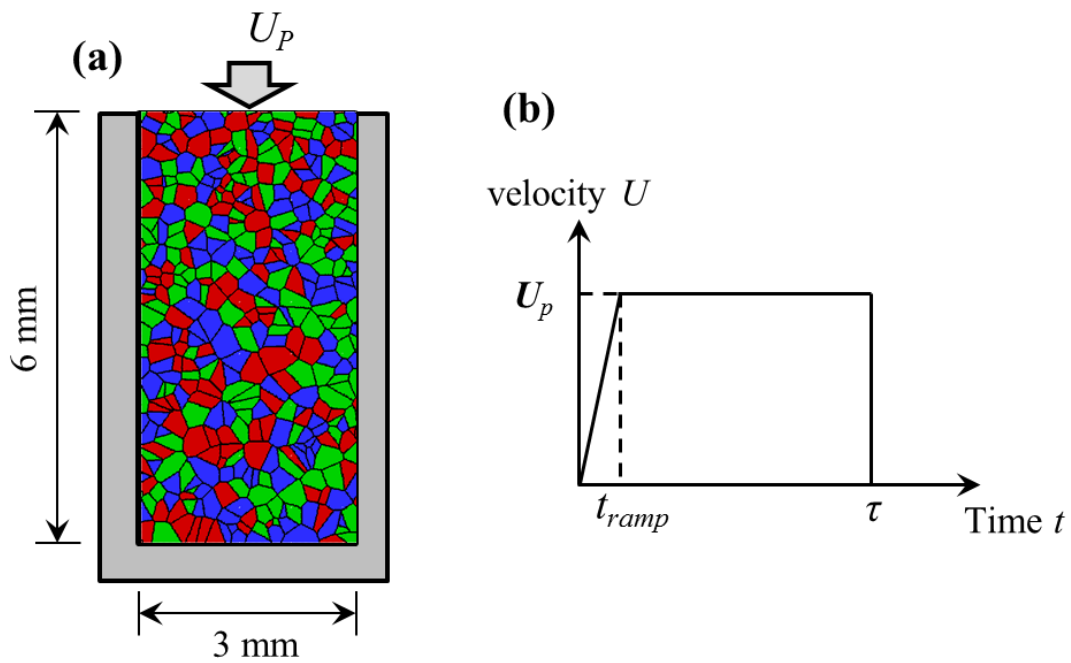 (a)
U_P
6 mm
3 mm
(b)
velocity U
U_p
t_ramp
τ
Time t